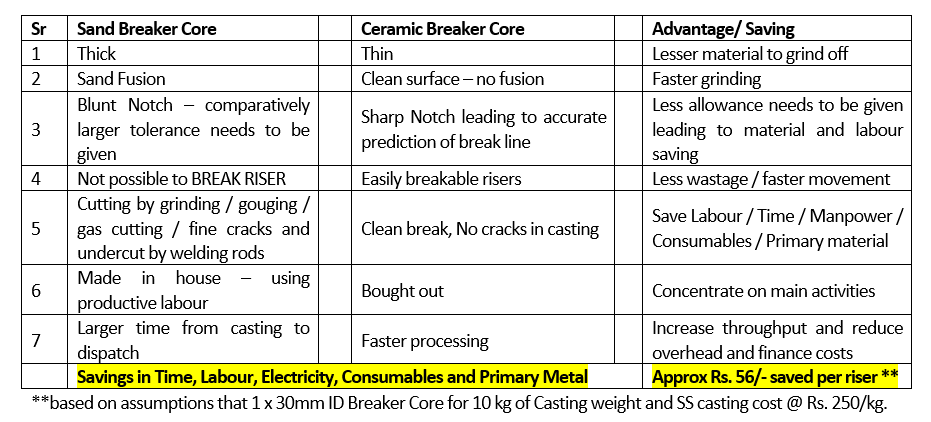 Sr Sand Breaker Core Ceramic Breaker Core Advantage/ Saving
1 Thick Thin Lesser material to grind off
2 Sand Fusion Clean surface – no fusion Faster grinding
3 Blunt Notch – comparatively
larger tolerance needs to be
given
Sharp Notch leading to accurate
prediction of break line
Less allowance needs to be given
leading to material and labour
saving
4 Not possible to BREAK RISER Easily breakable risers Less wastage / faster movement
5 Cutting by grinding / gouging /
gas cutting / fine cracks and
undercut by welding rods
Clean break, No cracks in casting
Save Labour / Time / Manpower /
Consumables / Primary material
6 Made in house – using
productive labour
Bought out
Concentrate on main activities
7 Larger time from casting to
dispatch
Faster processing
Increase throughput and reduce
overhead and finance costs
Savings in Time, Labour, Electricity, Consumables and Primary Metal Approx Rs. 56/- saved per riser **
**based on assumptions that 1 x 30mm ID Breaker Core for 10 kg of Casting weight and SS casting cost @ Rs. 250/kg.